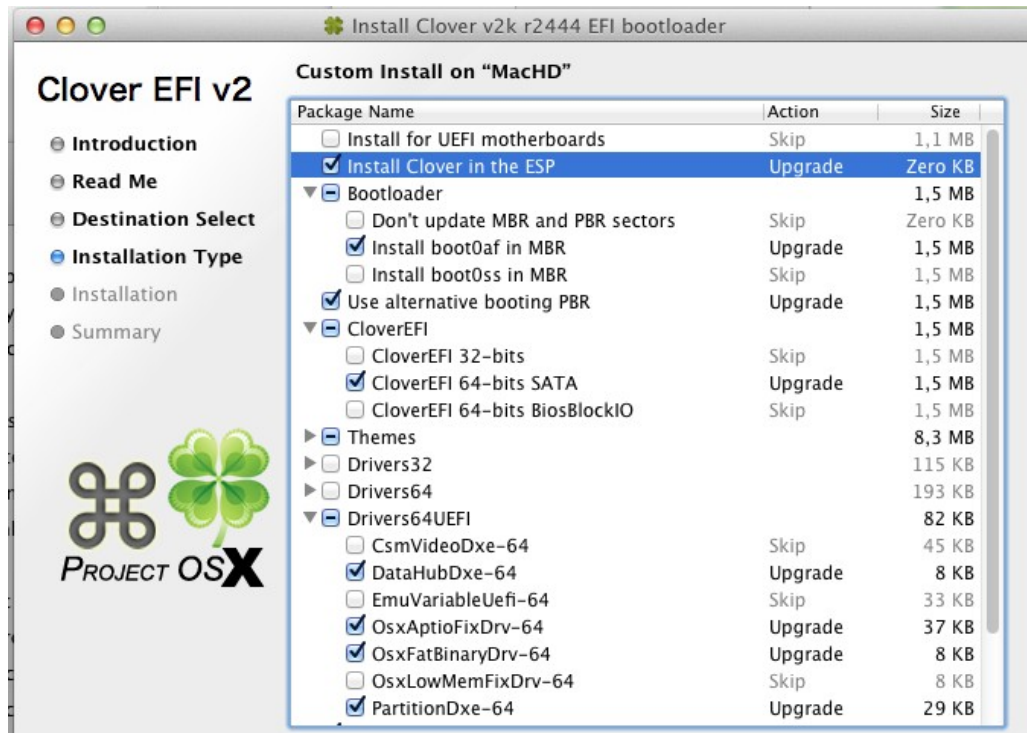 Install Clover v2k r2444 EFI bootloader
Clover EFI v2
Introduction
Read Me
Destination Select
Installation Type
Installation
Summary
PROJECT OSX
Custom Install on “MacHD”
Package Name Action Size
Install for UEFI motherboards Skip 1,1 MB
Install Clover in the ESP Upgrade Zero KB
Bootloader 1,5 MB
Don't update MBR and PBR sectors Skip Zero KB
Install boot0af in MBR Upgrade 1,5 MB
Install boot0ss in MBR Skip 1,5 MB
Use alternative booting PBR Upgrade 1,5 MB
CloverEFI 1,5 MB
CloverEFI 32-bits Skip 1,5 MB
CloverEFI 64-bits SATA Upgrade 1,5 MB
CloverEFI 64-bits BiosBlockIO Skip 1,5 MB
Themes 8,3 MB
Drivers32 115 KB
Drivers64 193 KB
Drivers64UEFI 82 KB
CsmVideoDxe-64 Skip 45 KB
DataHubDxe-64 Upgrade 8 KB
EmuVariableUefi-64 Skip 33 KB
OsxAptioFixDrv-64 Upgrade 37 KB
OsxFatBinaryDrv-64 Upgrade 8 KB
OsxLowMemFixDrv-64 Skip 8 KB
PartitionDxe-64 Upgrade 29 KB